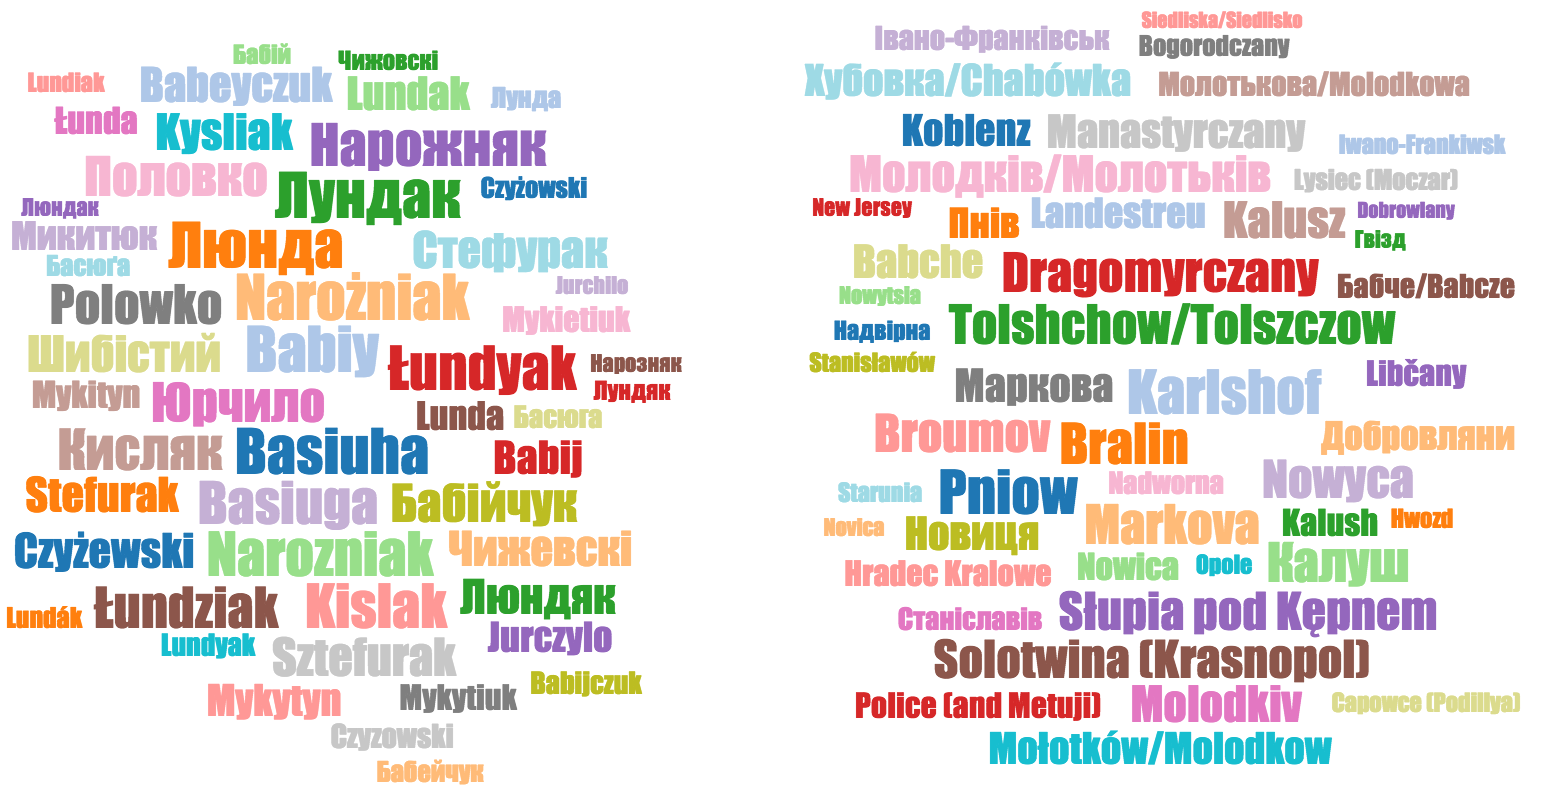 Бабій
Чижовскі
Lundiak
Babeyczuk
Lundak
Лунда
Łunda
Kysliak
Нарожняк
Половко
Лундак
Czyżowski
Люндак
Микитюк
Люнда
Стефурак
Басюґа
Polowko
Narożniak
Jurchilo
Mykietiuk
Шибістий
Babiy
Łundyak
Нарозняк
Mykityn
Юрчило
Лундяк
Lunda
Басюга
Кисляк
Basiuha
Babij
Stefurak
Basiuga
Бабійчук
Czyżewski
Narozniak
Чижевскі
Lundák
Łundziak
Kislak
Люндяк
Lundyak
Sztefurak
Jurczylo
Mykytyn
Mykytiuk
Babijczuk
Czyzowski
Бабейчук
Siedliska/Siedlisko
Івано-Франківськ
Bogorodczany
Хубовка/Chabówka
Молотькова/Molodkowa
Koblenz
Manastyrczany
Iwano-Frankiwsk
Молодків/Молотьків
Lysiec (Moczar)
New Jersey
Пнів
Landestreu
Kalusz
Dobrowlany
Гвізд
Babche
Dragomyrczany
Бабче/Babcze
Nowytsia
Надвірна
Tolshchow/Tolszczow
Stanisławów
Маркова
Karlshof
Libčany
Broumov
Bralin
Добровляни
Starunia
Pniow
Nadworna
Nowyca
Novica
Новиця
Markova
Kalush
Hwozd
Hradec Kralowe
Nowica
Opole
Калуш
Станіславів
Słupia pod Kępnem
Solotwina (Krasnopol)
Police (and Metuji)
Molodkiv
Capowce (Podillya)
Mołotków/Molodkow